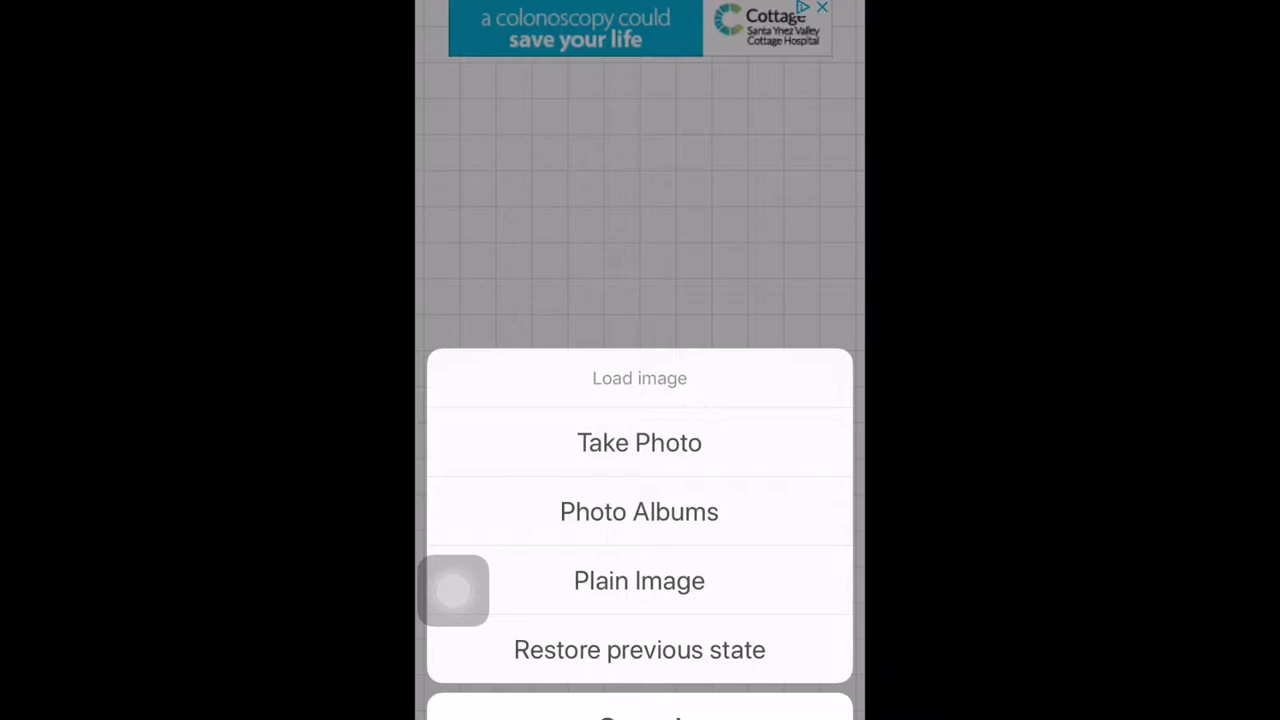 a colonoscopy could
save your life
Cottage
Santa Ynez Valley
Cottage Hospital
Load image
Take Photo
Photo Albums
Plain Image
Restore previous state